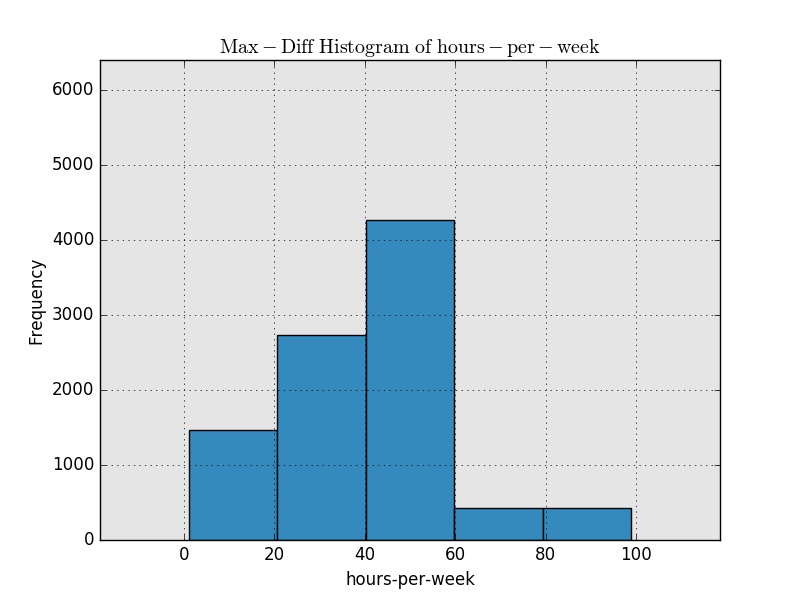 Max − Diff Histogram of hours − per − week
6000
5000
4000
3000
2000
1000
0
Frequency
0 20 40 60 80 100
hours-per-week